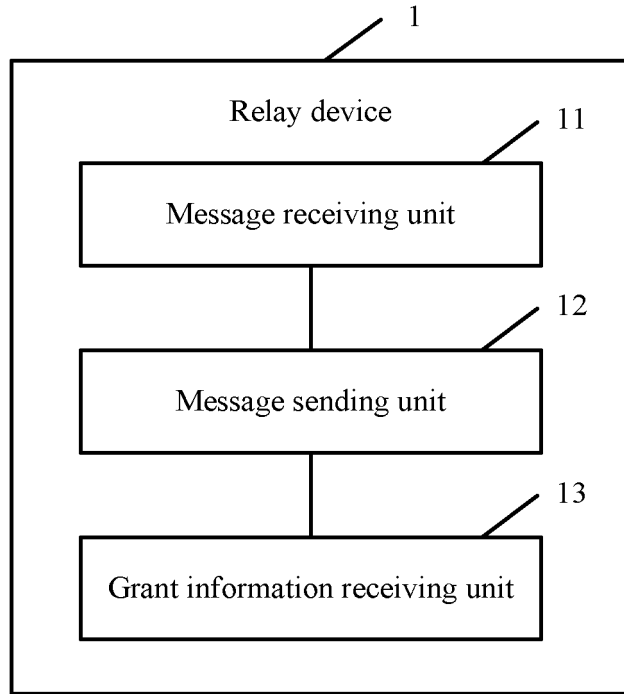 1
Relay device
11
Message receiving unit
12
Message sending unit
13
Grant information receiving unit